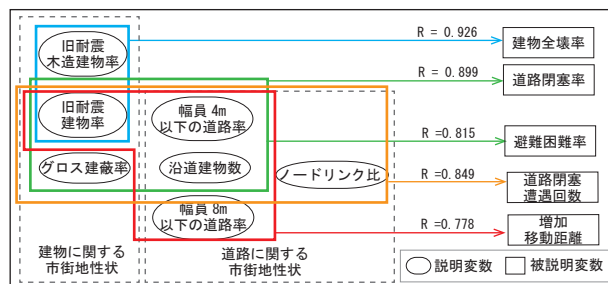 旧耐震
木造建物率
R = 0.926
建物全壊率
R = 0.899
道路閉塞率
旧耐震
建物率
幅員 4m
以下の道路率
R =0.815
避難困難率
グロス建蔽率
沿道建物数
ノードリンク比
R =0.849
道路閉塞
遭遇回数
幅員 8m
以下の道路率
R =0.778
増加
移動距離
建物に関する
市街地性状
道路に関する
市街地性状
説明変数
被説明変数